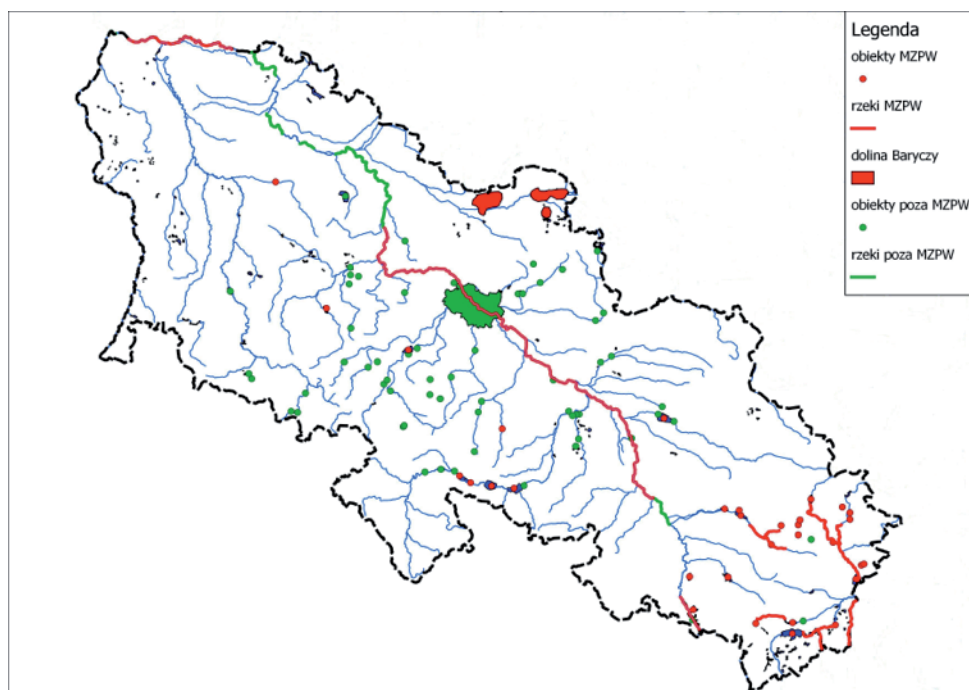 Legenda
obiekty MZPW
rzeki MZPW
dolina Baryczy
obiekty poza MZPW
rzeki poza MZPW